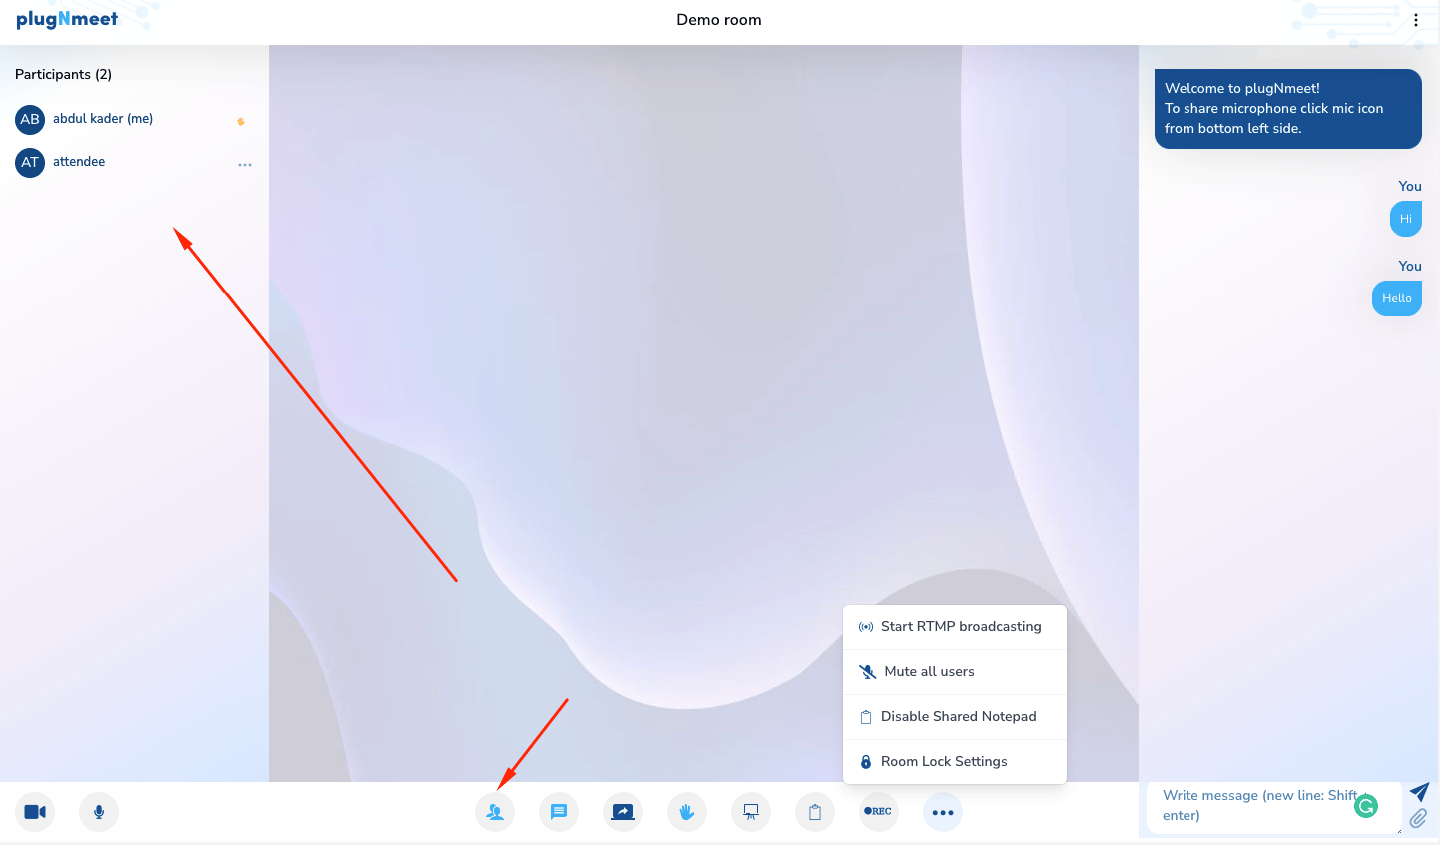 plugNmeet
Demo room
Participants (2)
AB abdul kader (me)
AT attendee
Welcome to plugNmeet!
To share microphone click mic icon
from bottom left side.
You
Hi
You
Hello
Start RTMP broadcasting
Mute all users
Disable Shared Notepad
Room Lock Settings
REC
Write message (new line: Shift +
enter)